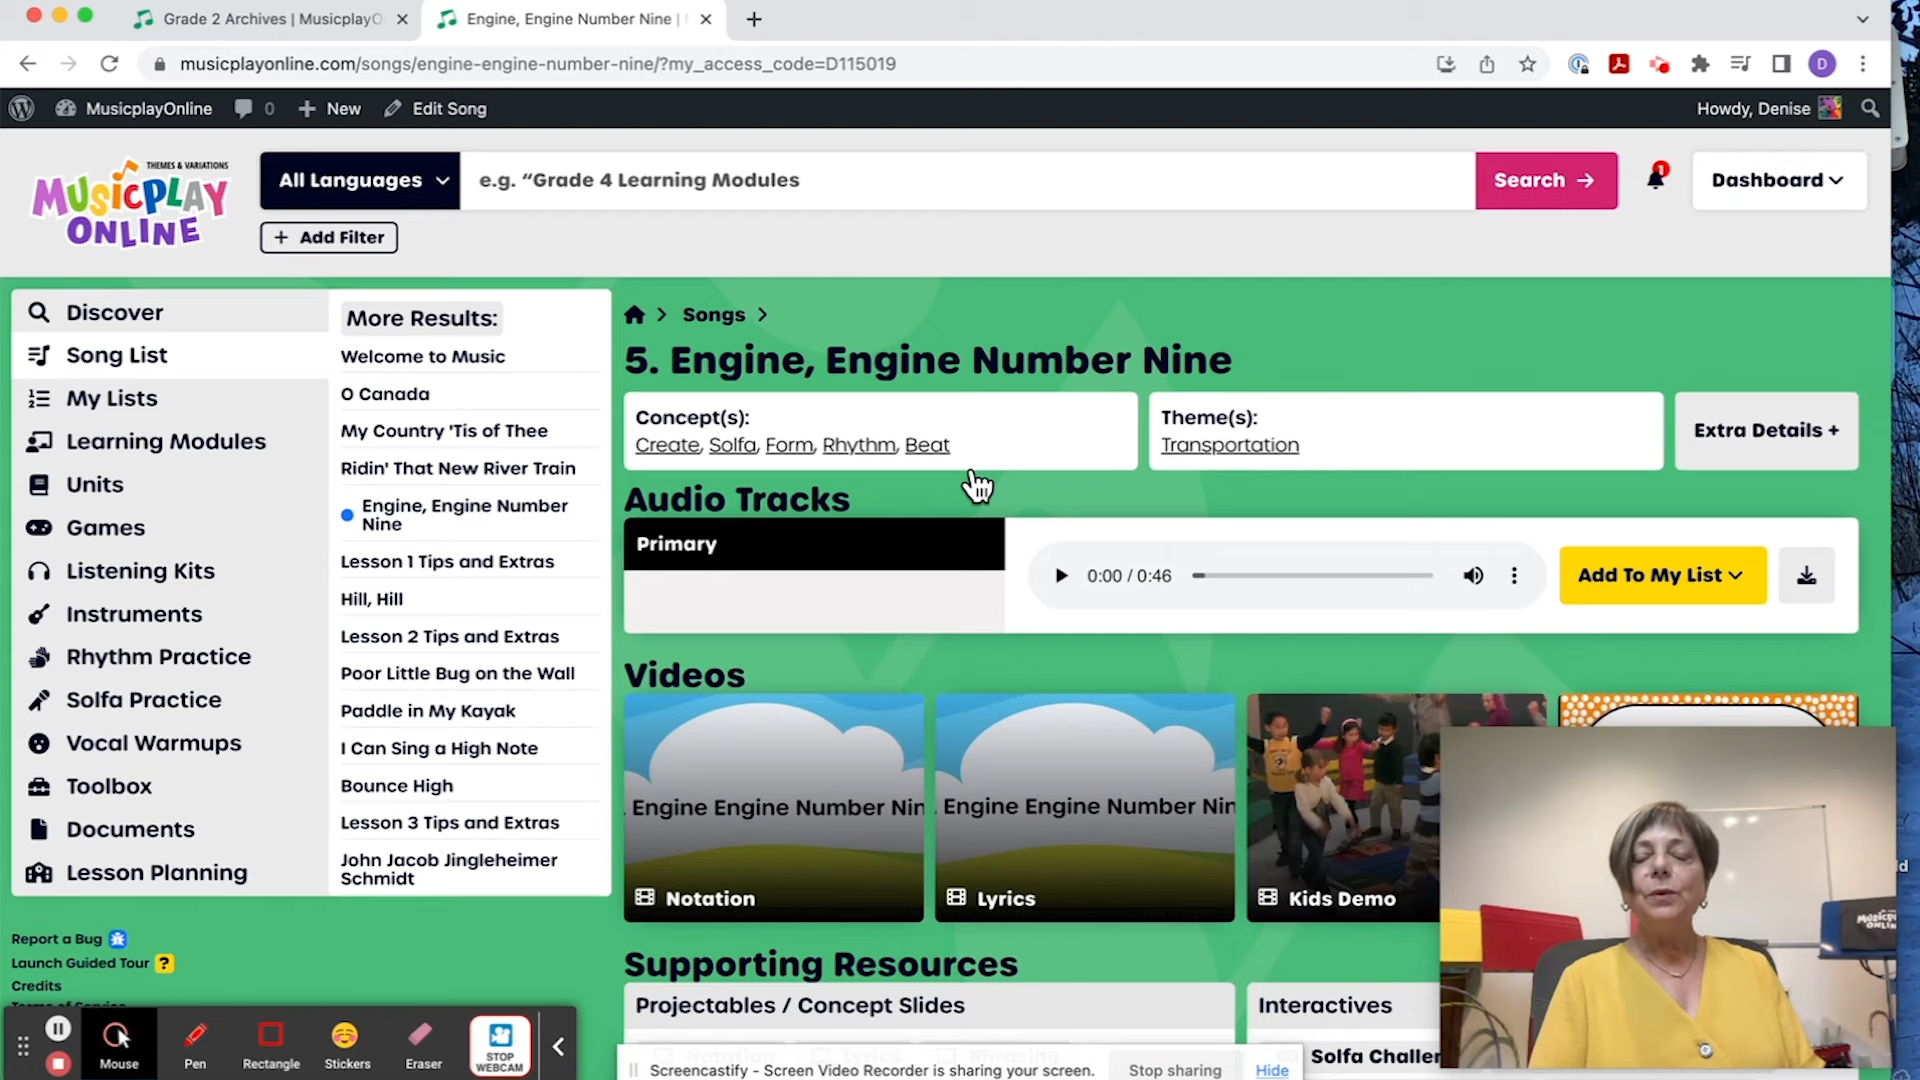 Grade 2 Archives | MusicplayO
Engine, Engine Number Nine |
musicplayonline.com/songs/engine-engine-number-nine/?my_access_code=D115019
MusicplayOnline
0
New
Edit Song
Howdy, Denise
THEMES & VARIATIONS
MUSICPLAY
ONLINE
All Languages
e.g. “Grade 4 Learning Modules
Search
1
Dashboard
+ Add Filter
Discover
Song List
My Lists
Learning Modules
Units
Games
Listening Kits
Instruments
Rhythm Practice
Solfa Practice
Vocal Warmups
Toolbox
Documents
Lesson Planning
More Results:
Welcome to Music
O Canada
My Country 'Tis of Thee
Ridin' That New River Train
Engine, Engine Number
Nine
Lesson 1 Tips and Extras
Hill, Hill
Lesson 2 Tips and Extras
Poor Little Bug on the Wall
Paddle in My Kayak
I Can Sing a High Note
Bounce High
Lesson 3 Tips and Extras
John Jacob Jingleheimer
Schmidt
Songs
5. Engine, Engine Number Nine
Concept(s):
Create, Solfa, Form, Rhythm, Beat
Theme(s):
Transportation
Extra Details +
Audio Tracks
Primary
0:00 / 0:46
Add To My List
Videos
. Engine Engine Number Nin
Notation
. Engine Engine Number Nin
Lyrics
Kids Demo
MUSICPLAY
ONLINE
Supporting Resources
Projectables / Concept Slides
Notation
Lyrics
Phrasing
Interactives
Solfa Challen
Report a Bug
Launch Guided Tour ?
Credits
Terms of Service
Mouse
Pen
Rectangle
Stickers
Eraser
STOP
WEBCAM
Screencastify - Screen Video Recorder is sharing your screen.
Stop sharing
Hide
D